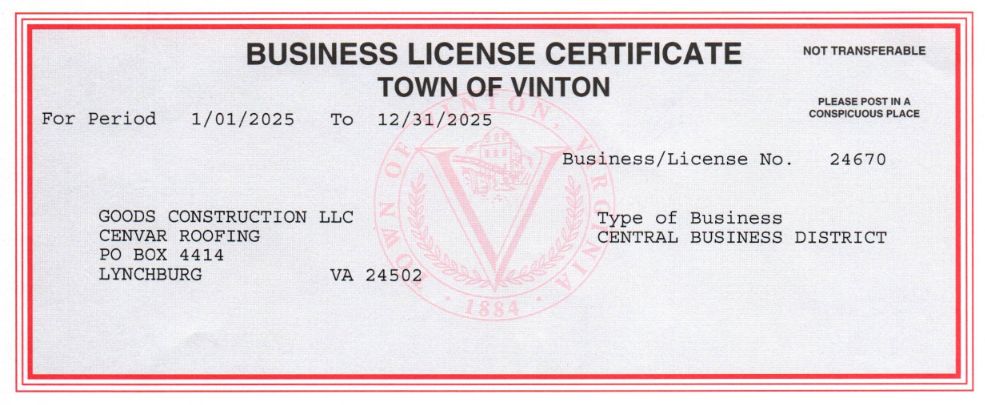 BUSINESS LICENSE CERTIFICATE
NOT TRANSFERABLE
TOWN OF VINTON
PLEASE POST IN A
CONSPICUOUS PLACE
For Period 1/01/2025 To 12/31/2025
Business/License No. 24670
GOODS CONSTRUCTION LLC
CENVAR ROOFING
PO BOX 4414
LYNCHBURG VA 24502
Type of Business
CENTRAL BUSINESS DISTRICT
TOWN OF VINTON, VIRGINIA
· 1884 ·